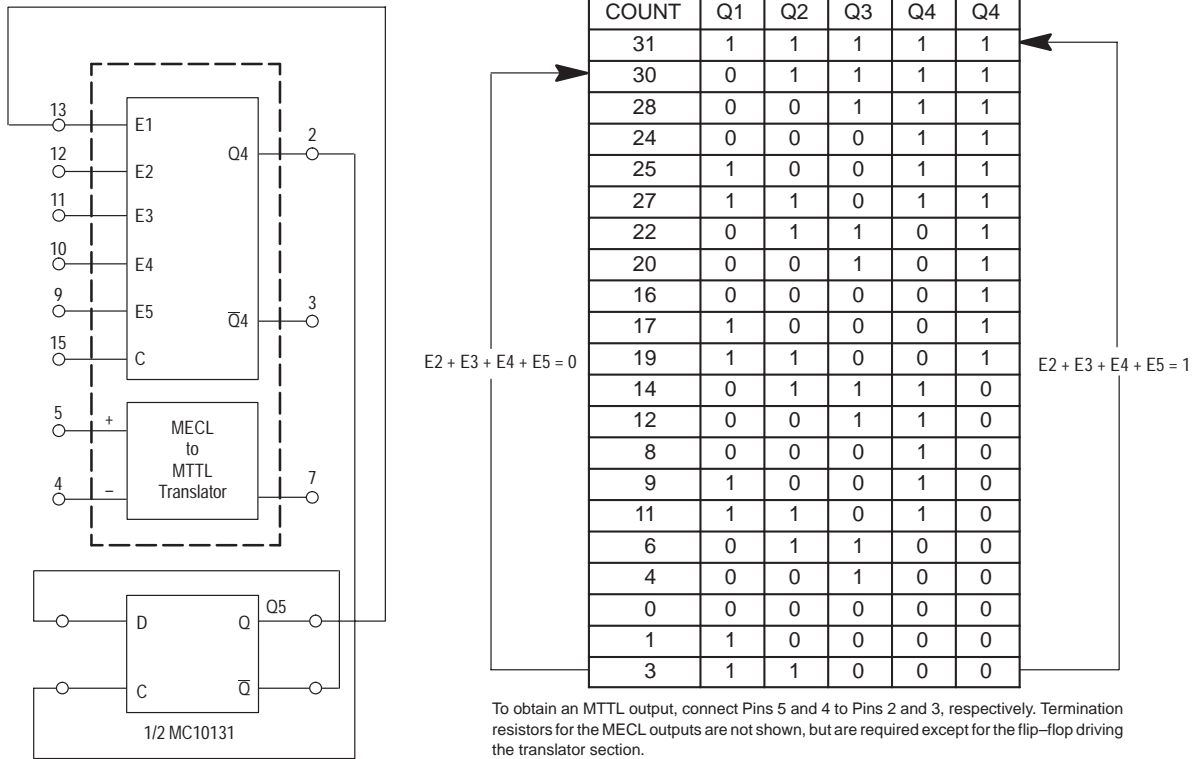 13
E1
12
E2
11
E3
10
E4
9
E5
15
C
Q4
2
Q̅4
3
5
+
4
–
MECL
to
MTTL
Translator
7
D
Q
Q5
C
Q̅
1/2 MC10131
COUNT Q1 Q2 Q3 Q4 Q4
31 1 1 1 1 1
30 0 1 1 1 1
28 0 0 1 1 1
24 0 0 0 1 1
25 1 0 0 1 1
27 1 1 0 1 1
22 0 1 1 0 1
20 0 0 1 0 1
16 0 0 0 0 1
17 1 0 0 0 1
19 1 1 0 0 1
14 0 1 1 1 0
12 0 0 1 1 0
8 0 0 0 1 0
9 1 0 0 1 0
11 1 1 0 1 0
6 0 1 1 0 0
4 0 0 1 0 0
0 0 0 0 0 0
1 1 0 0 0 0
3 1 1 0 0 0
E2 + E3 + E4 + E5 = 0
E2 + E3 + E4 + E5 = 1
To obtain an MTTL output, connect Pins 5 and 4 to Pins 2 and 3, respectively. Termination
resistors for the MECL outputs are not shown, but are required except for the flip–flop driving
the translator section.